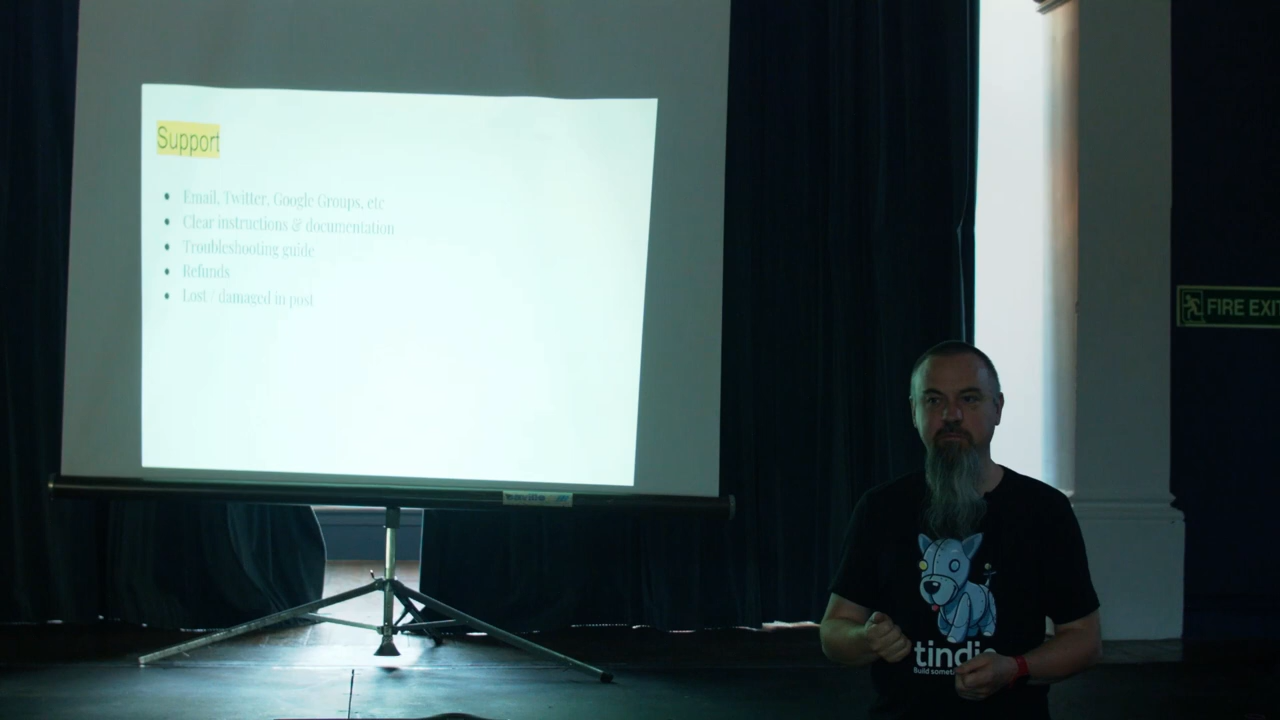 Support
Email, Twitter, Google Groups, etc
Clear instructions & documentation
Troubleshooting guide
Refunds
Lost / damaged in post
FIRE EXIT
tindie
Build